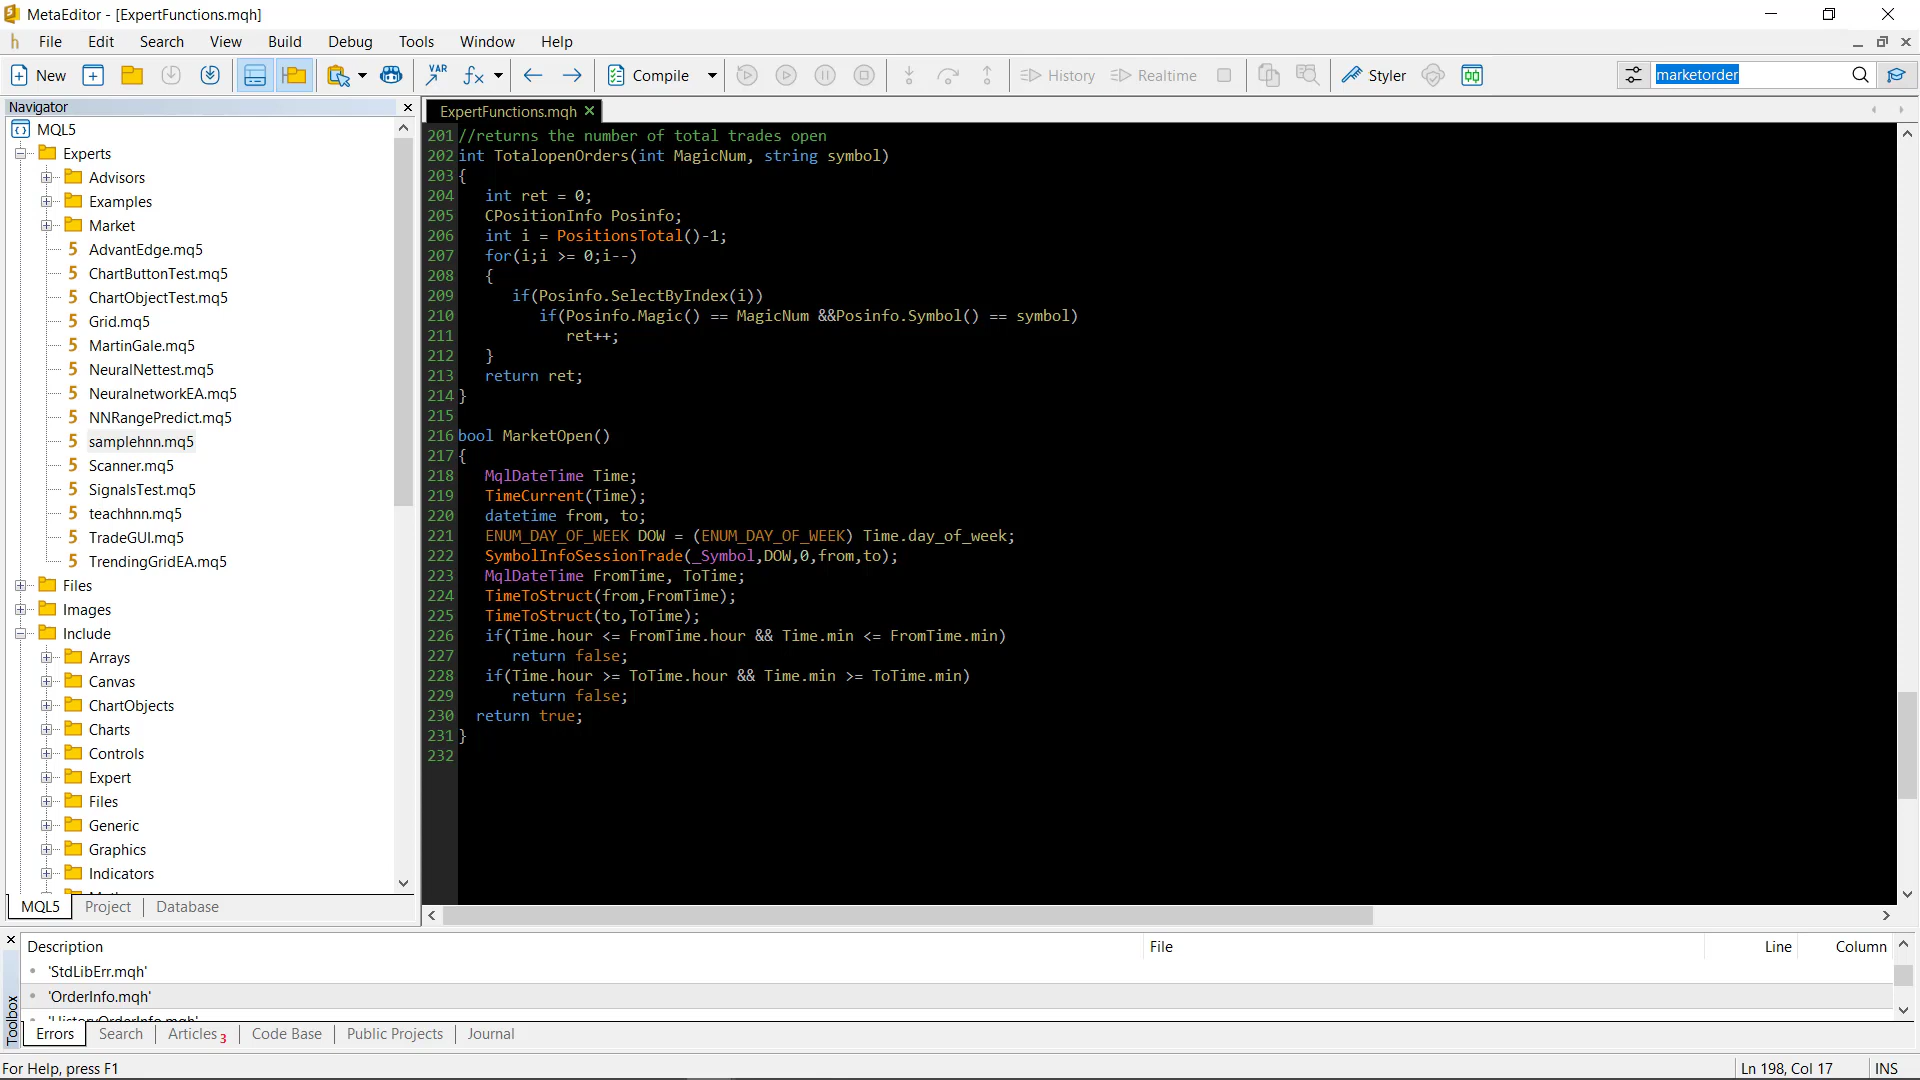 MetaEditor - [ExpertFunctions.mqh]
File Edit Search View Build Debug Tools Window Help
New VAR fx Compile History Realtime Styler marketorder
Navigator
MQL5
Experts
Advisors
Examples
Market
AdvantEdge.mq5
ChartButtonTest.mq5
ChartObjectTest.mq5
Grid.mq5
MartinGale.mq5
NeuralNettest.mq5
NeuralnetworkEA.mq5
NNRangePredict.mq5
samplehnn.mq5
Scanner.mq5
SignalsTest.mq5
teachhnn.mq5
TradeGUI.mq5
TrendingGridEA.mq5
Files
Images
Include
Arrays
Canvas
ChartObjects
Charts
Controls
Expert
Files
Generic
Graphics
Indicators
MQL5 Project Database
ExpertFunctions.mqh
201 //returns the number of total trades open
202 int TotalopenOrders(int MagicNum, string symbol)
203 {
204 int ret = 0;
205 CPositionInfo Posinfo;
206 int i = PositionsTotal()-1;
207 for(i;i >= 0;i--)
208 {
209 if(Posinfo.SelectByIndex(i))
210 if(Posinfo.Magic() == MagicNum &&Posinfo.Symbol() == symbol)
211 ret++;
212 }
213 return ret;
214 }
215
216 bool MarketOpen()
217 {
218 MqlDateTime Time;
219 TimeCurrent(Time);
220 datetime from, to;
221 ENUM_DAY_OF_WEEK DOW = (ENUM_DAY_OF_WEEK) Time.day_of_week;
222 SymbolInfoSessionTrade(_Symbol,DOW,0,from,to);
223 MqlDateTime FromTime, ToTime;
224 TimeToStruct(from,FromTime);
225 TimeToStruct(to,ToTime);
226 if(Time.hour <= FromTime.hour && Time.min <= FromTime.min)
227 return false;
228 if(Time.hour >= ToTime.hour && Time.min >= ToTime.min)
229 return false;
230 return true;
231 }
232
Description File Line Column
'StdLibErr.mqh'
'OrderInfo.mqh'
'HistoryOrderInfo.mqh'
Toolbox
Errors Search Articles 3 Code Base Public Projects Journal
For Help, press F1 Ln 198, Col 17 INS